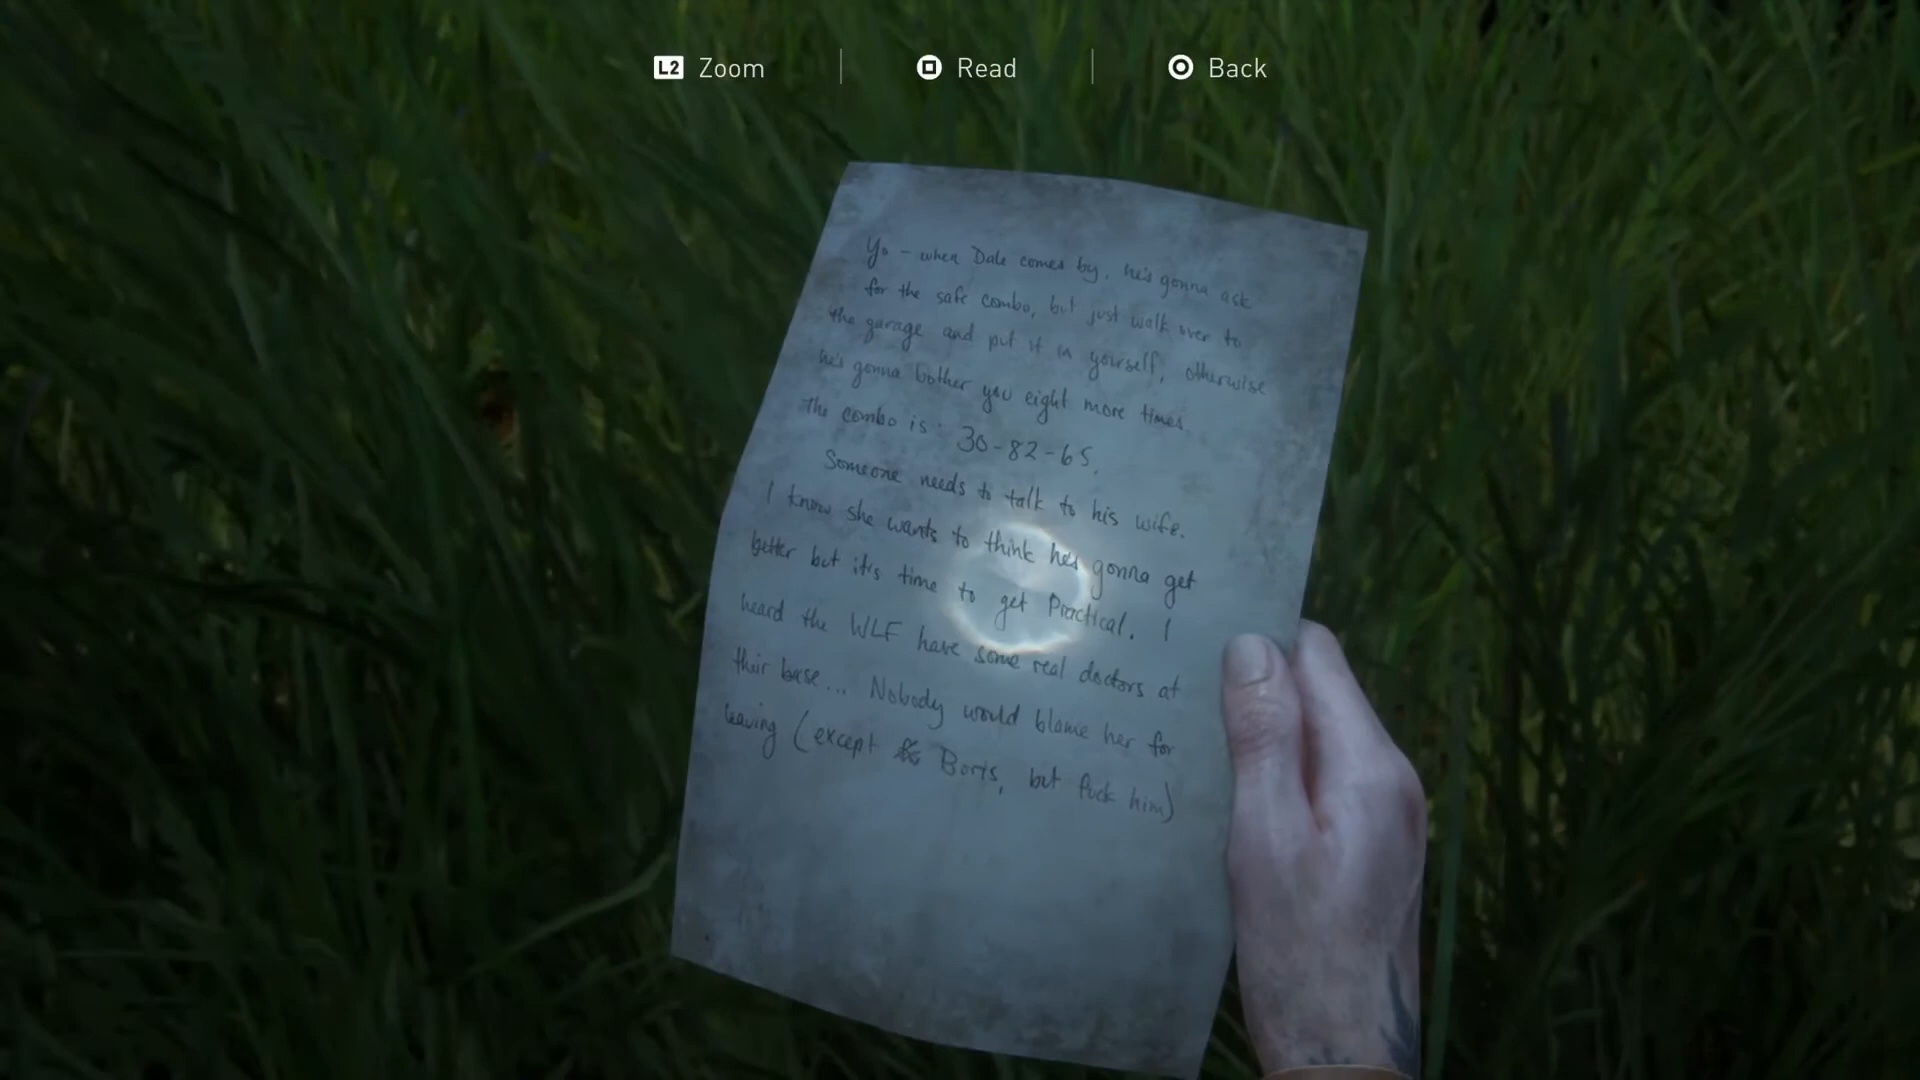 L2 Zoom Read Back
Yo - when Dale comes by, he's gonna ask
for the safe combo, but just walk over to
the garage and put it in yourself, otherwise
he's gonna bother you eight more times.
The combo is: 30-82-65.
Someone needs to talk to his wife.
I know she wants to think he's gonna get
better but it's time to get Practical. I
heard the WLF have some real doctors at
their base... Nobody would blame her for
leaving (except Boris, but fuck him)